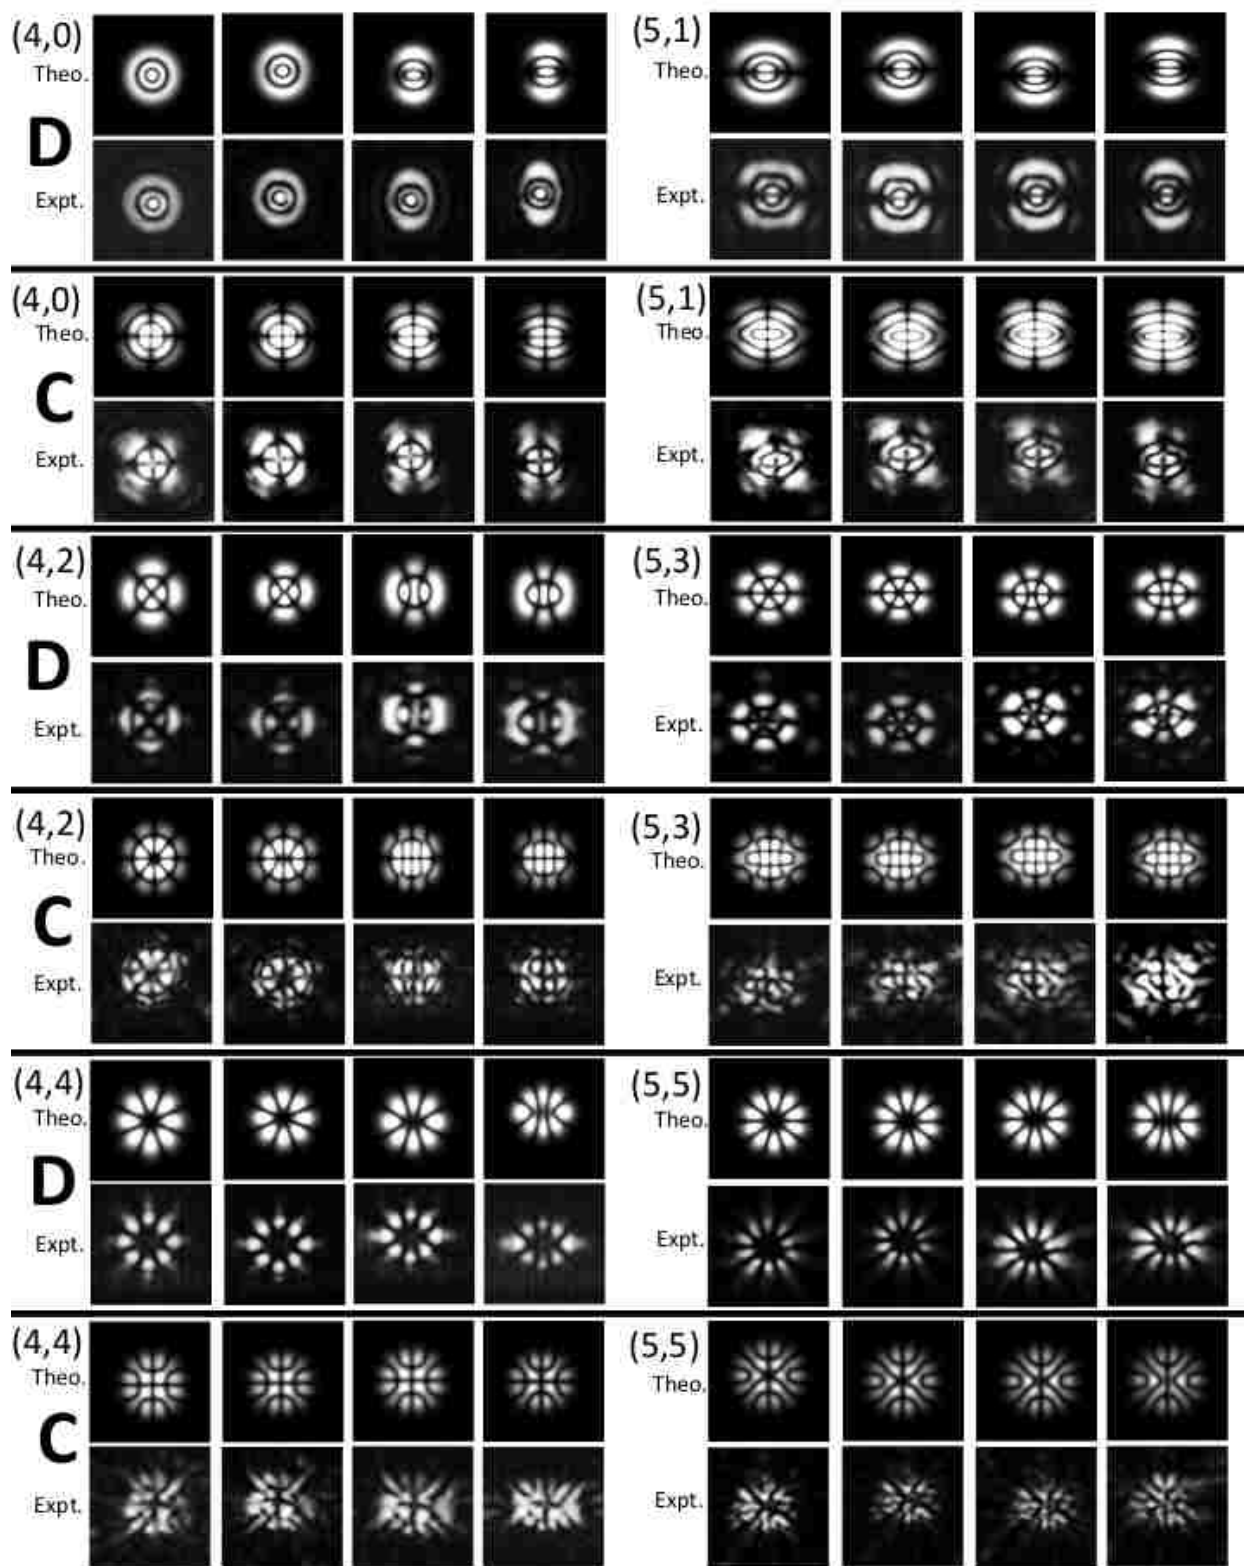 (4,0)
Theo.
D
Expt.
(5,1)
Theo.
Expt.
(4,0)
Theo.
C
Expt.
(5,1)
Theo.
Expt.
(4,2)
Theo.
D
Expt.
(5,3)
Theo.
Expt.
(4,2)
Theo.
C
Expt.
(5,3)
Theo.
Expt.
(4,4)
Theo.
D
Expt.
(5,5)
Theo.
Expt.
(4,4)
Theo.
C
Expt.
(5,5)
Theo.
Expt.